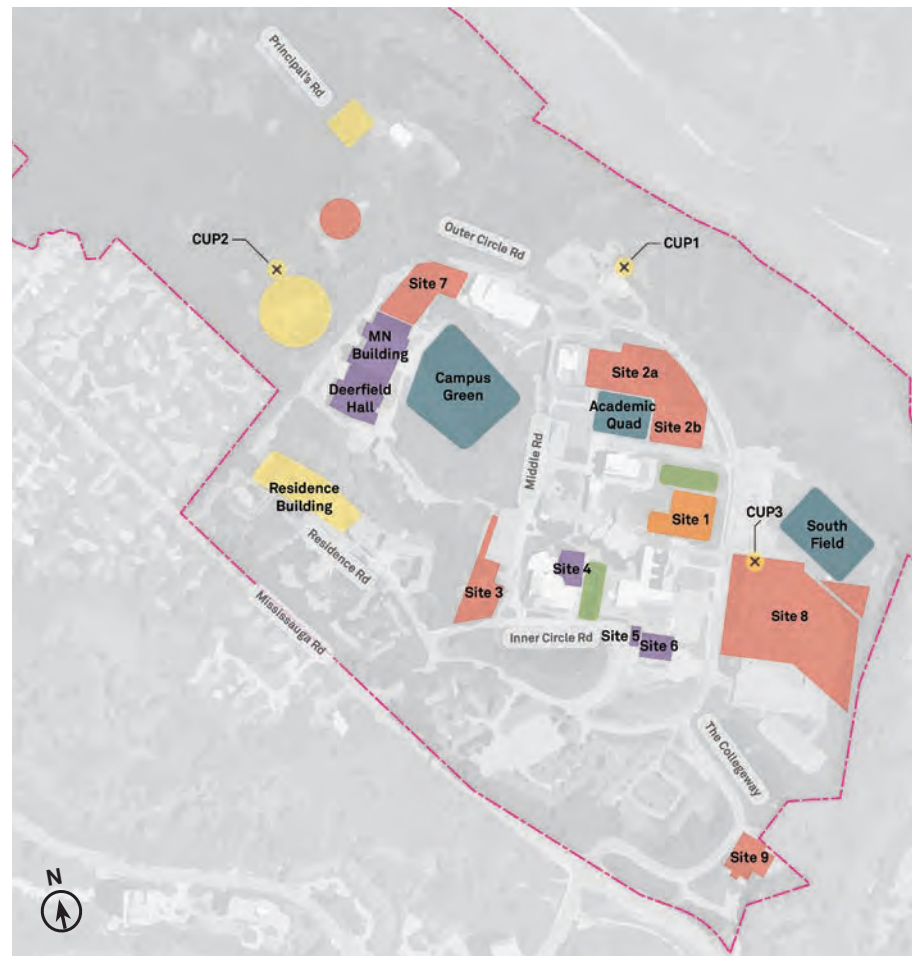 Principal's Rd
CUP2
Outer Circle Rd
CUP1
Site 7
MN
Building
Deerfield
Hall
Campus
Green
Site 2a
Academic
Quad
Site 2b
Middle Rd
Residence
Building
Residence Rd
Site 1
CUP3
South
Field
Site 4
Site 3
Mississauga Rd
Inner Circle Rd
Site 5
Site 6
Site 8
The Collegeway
Site 9
N